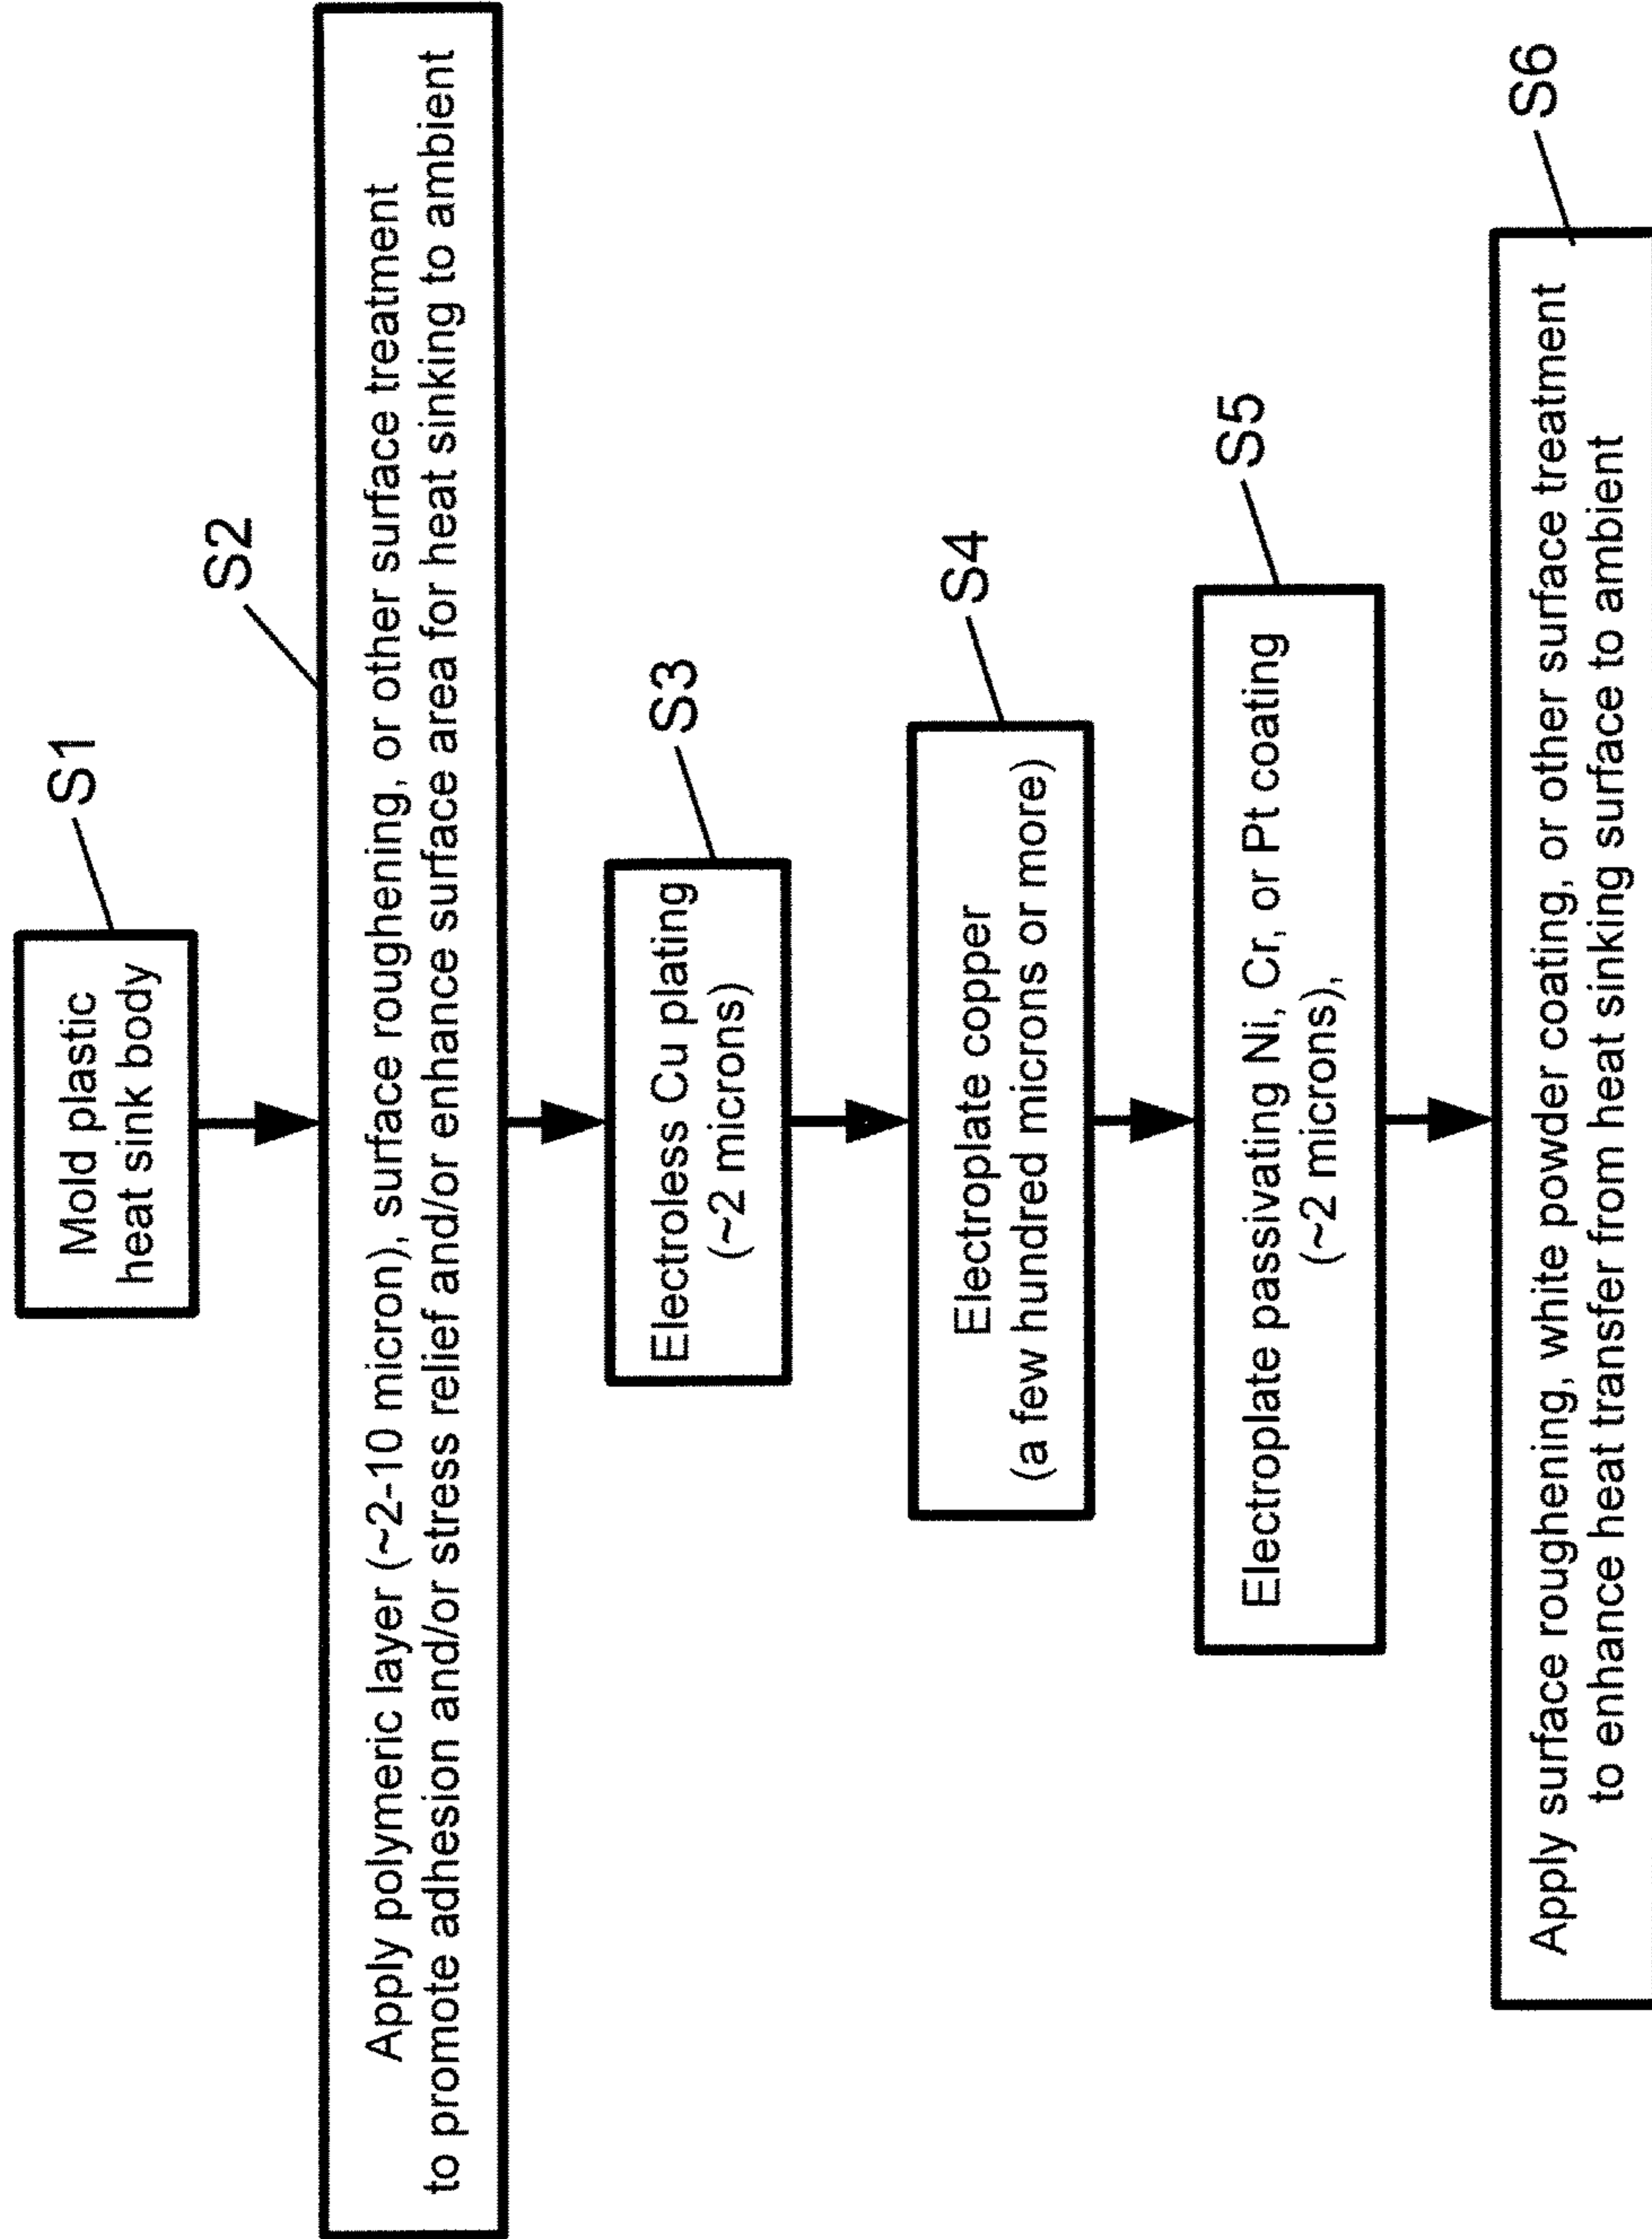 S1
Mold plastic
heat sink body
S2
Apply polymeric layer (~2-10 micron), surface roughening, or other surface treatment
to promote adhesion and/or stress relief and/or enhance surface area for heat sinking to ambient
S3
Electroless Cu plating
(~2 microns)
S4
Electroplate copper
(a few hundred microns or more)
S5
Electroplate passivating Ni, Cr, or Pt coating
(~2 microns),
S6
Apply surface roughening, white powder coating, or other surface treatment
to enhance heat transfer from heat sinking surface to ambient